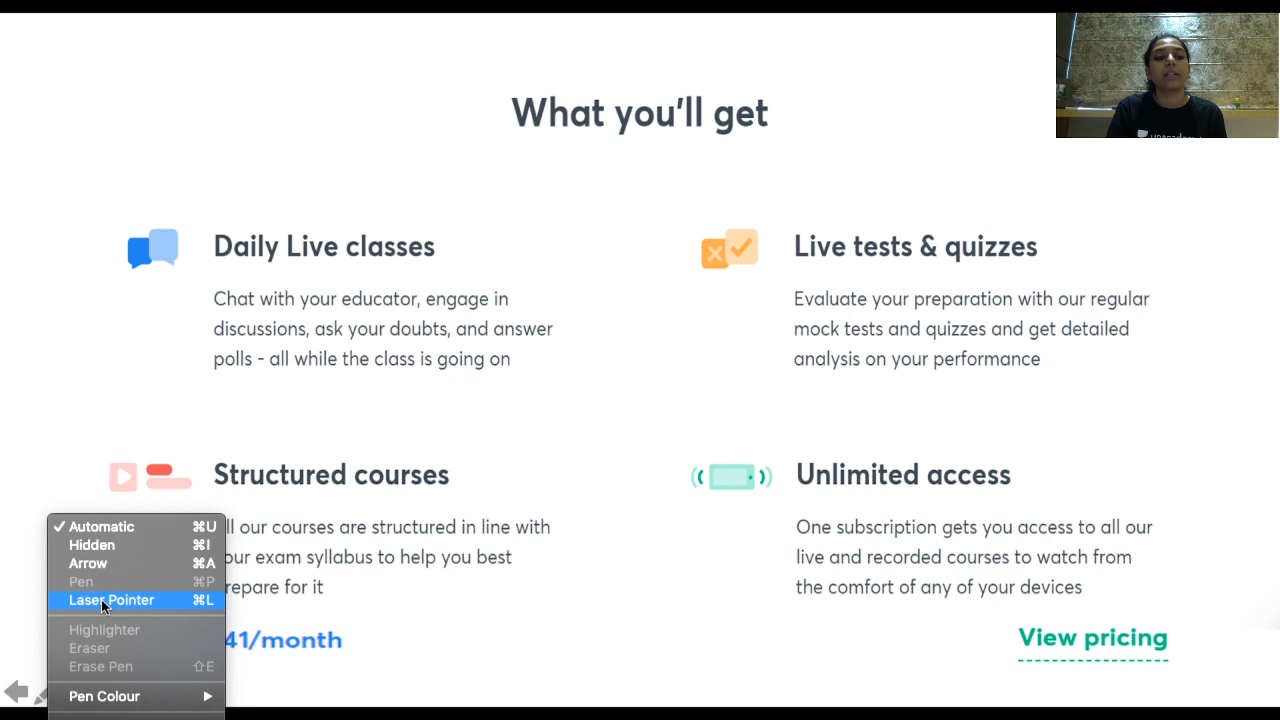 What you'll get
Daily Live classes
Chat with your educator, engage in
discussions, ask your doubts, and answer
polls - all while the class is going on
Live tests & quizzes
Evaluate your preparation with our regular
mock tests and quizzes and get detailed
analysis on your performance
Structured courses
ll our courses are structured in line with
our exam syllabus to help you best
repare for it
41/month
Unlimited access
One subscription gets you access to all our
live and recorded courses to watch from
the comfort of any of your devices
View pricing
✓ Automatic ⌘U
Hidden ⌘I
Arrow ⌘A
Pen ⌘P
Laser Pointer ⌘L
Highlighter
Eraser
Erase Pen ⇧E
Pen Colour